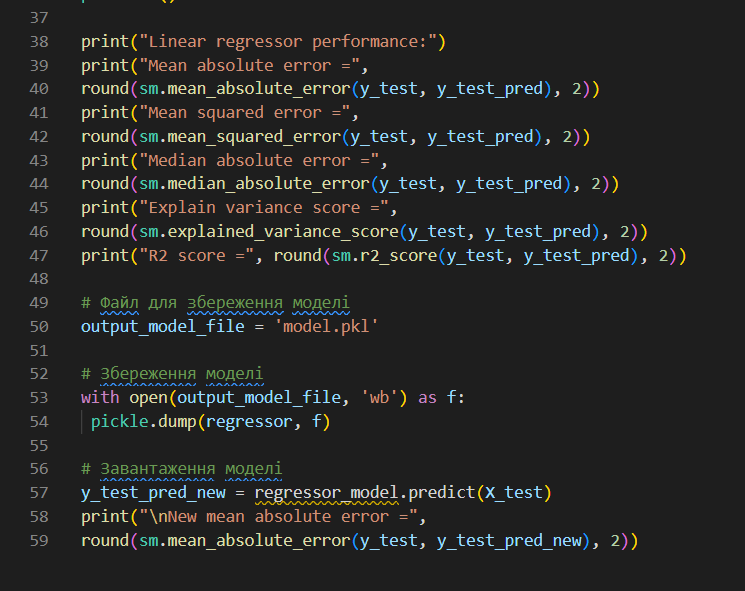 37
38
39
40
41
42
43
44
45
46
47
48
49
50
51
52
53
54
55
56
57
58
59
print("Linear regressor performance:")
print("Mean absolute error =",
round(sm.mean_absolute_error(y_test, y_test_pred), 2))
print("Mean squared error =",
round(sm.mean_squared_error(y_test, y_test_pred), 2))
print("Median absolute error =",
round(sm.median_absolute_error(y_test, y_test_pred), 2))
print("Explain variance score =",
round(sm.explained_variance_score(y_test, y_test_pred), 2))
print("R2 score =", round(sm.r2_score(y_test, y_test_pred), 2))
# Файл для збереження моделі
output_model_file = 'model.pkl'
# Збереження моделі
with open(output_model_file, 'wb') as f:
pickle.dump(regressor, f)
# Завантаження моделі
y_test_pred_new = regressor_model.predict(X_test)
print("\nNew mean absolute error =",
round(sm.mean_absolute_error(y_test, y_test_pred_new), 2))